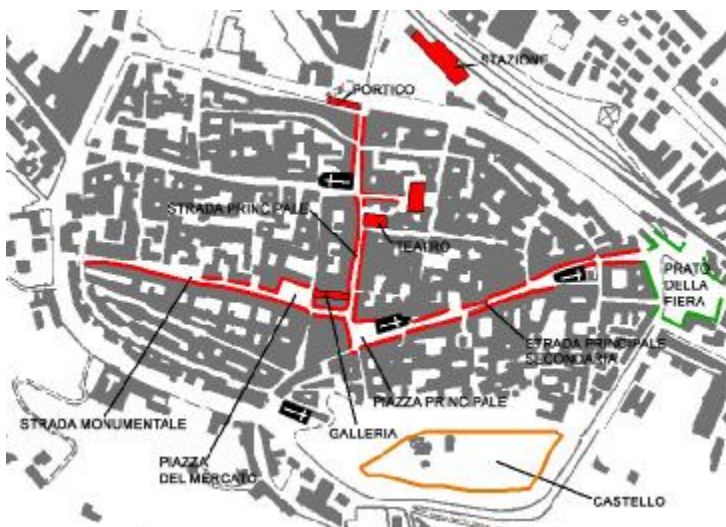 STAZIONE
PORTICO
STRADA PRINCIPALE
TEATRO
PRATO
DELLA
FIERA
STRADA PRINCIPALE
SECONDARIA
PIAZZA PRINCIPALE
STRADA MONUMENTALE
GALLERIA
PIAZZA
DEL MERCATO
CASTELLO